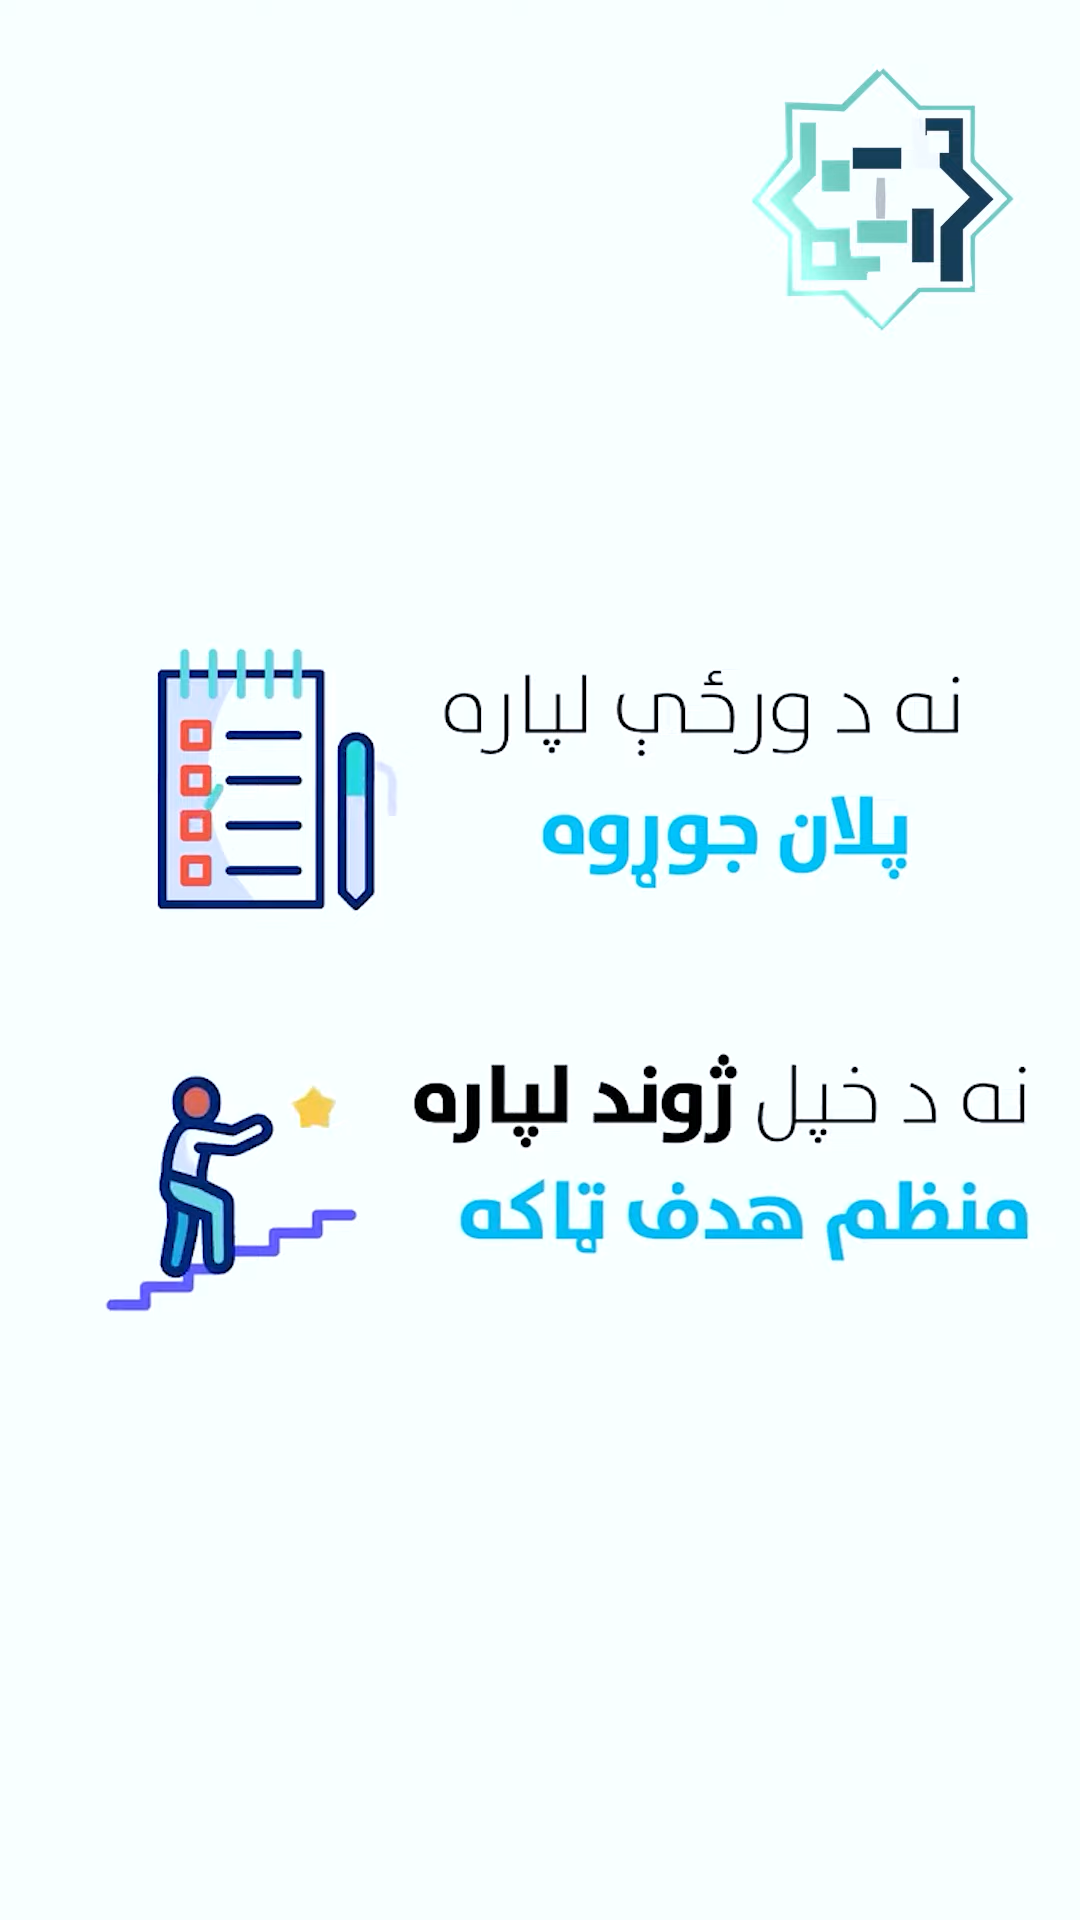 نه د ورځې لپاره
پلان جوړوه
نه د خپل ژوند لپاره
منظم هدف ټاکه